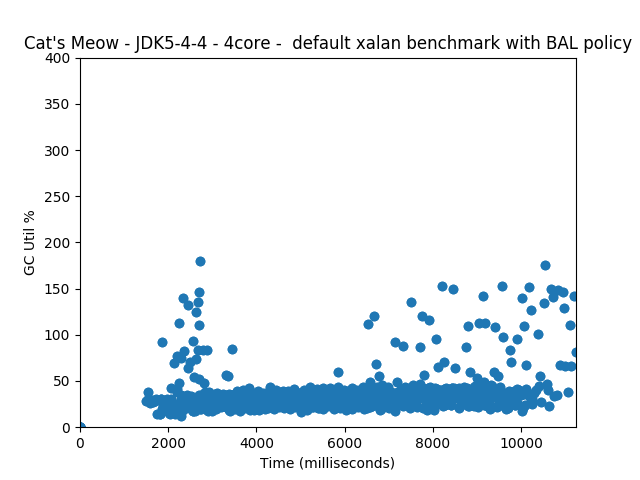 Cat's Meow - JDK5-4-4 - 4core -  default xalan benchmark with BAL policy
400
350
300
250
200
150
100
50
0
GC Util %
0 2000 4000 6000 8000 10000
Time (milliseconds)